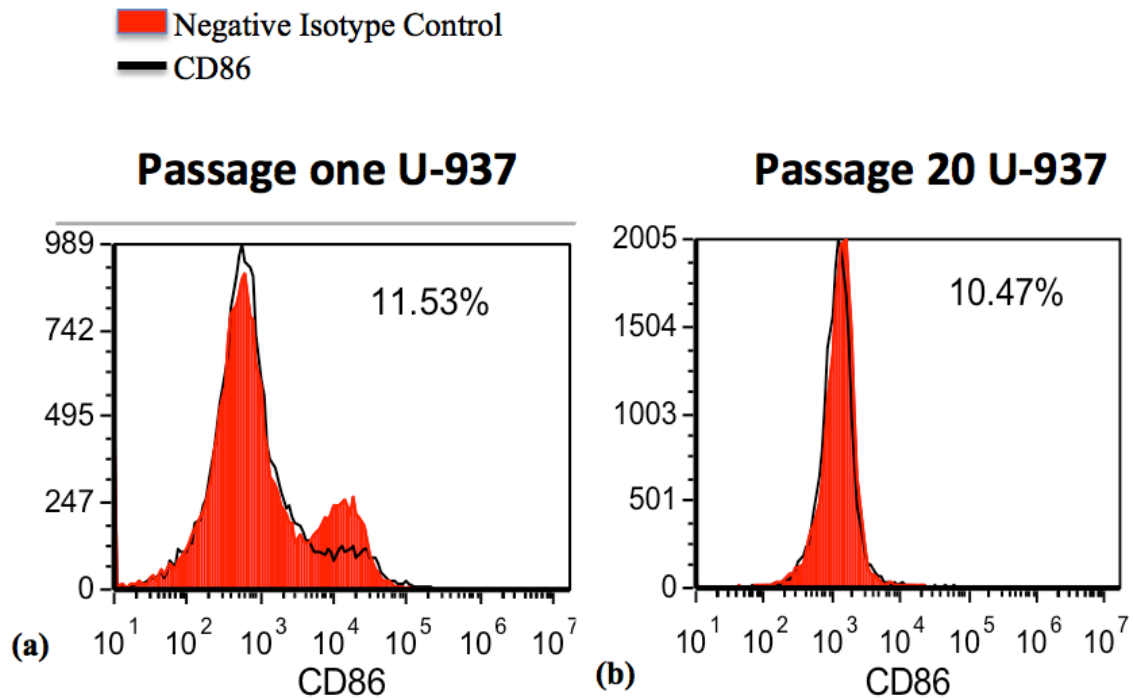 Negative Isotype Control
CD86
Passage one U-937
Passage 20 U-937
989
742
495
247
0
11.53%
10^1 10^2 10^3 10^4 10^5 10^6 10^7
CD86
(a)
2005
1504
1003
501
0
10.47%
10^1 10^2 10^3 10^4 10^5 10^6 10^7
CD86
(b)